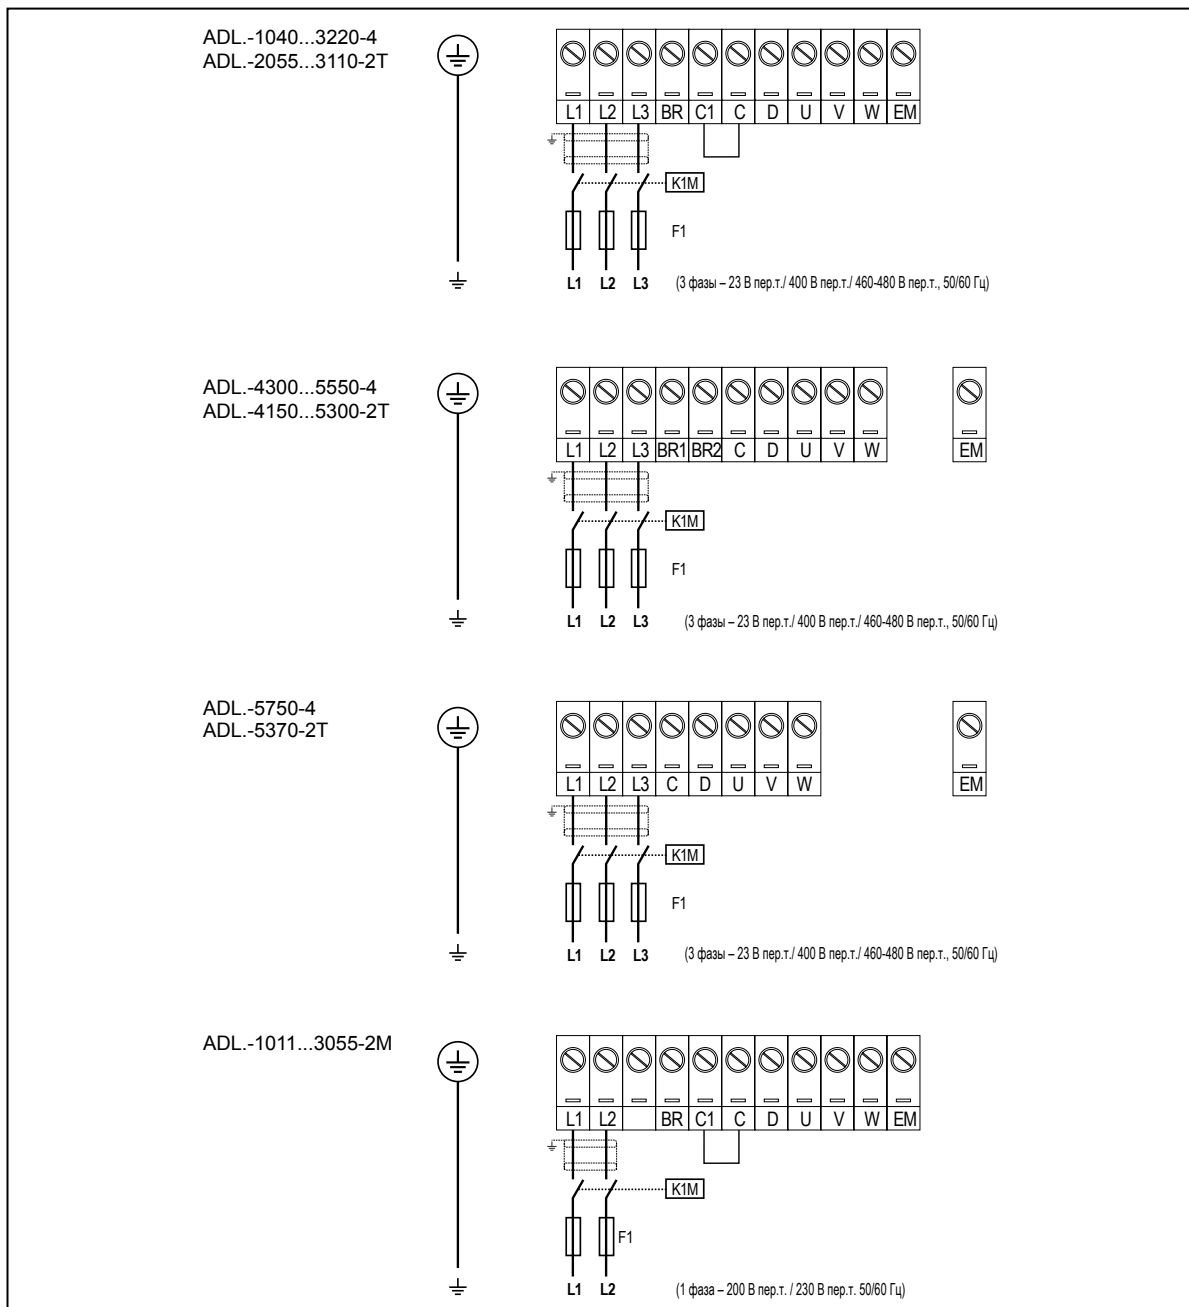 ADL.-1040...3220-4
ADL.-2055...3110-2T
L1 L2 L3 BR C1 C D U V W EM
K1M
F1
L1 L2 L3 (3 фазы – 23 В пер.т./ 400 В пер.т./ 460-480 В пер.т., 50/60 Гц)
ADL.-4300...5550-4
ADL.-4150...5300-2T
L1 L2 L3 BR1 BR2 C D U V W EM
K1M
F1
L1 L2 L3 (3 фазы – 23 В пер.т./ 400 В пер.т./ 460-480 В пер.т., 50/60 Гц)
ADL.-5750-4
ADL.-5370-2T
L1 L2 L3 C D U V W EM
K1M
F1
L1 L2 L3 (3 фазы – 23 В пер.т./ 400 В пер.т./ 460-480 В пер.т., 50/60 Гц)
ADL.-1011...3055-2M
L1 L2 BR C1 C D U V W EM
K1M
F1
L1 L2 (1 фаза – 200 В пер.т. / 230 В пер.т. 50/60 Гц)